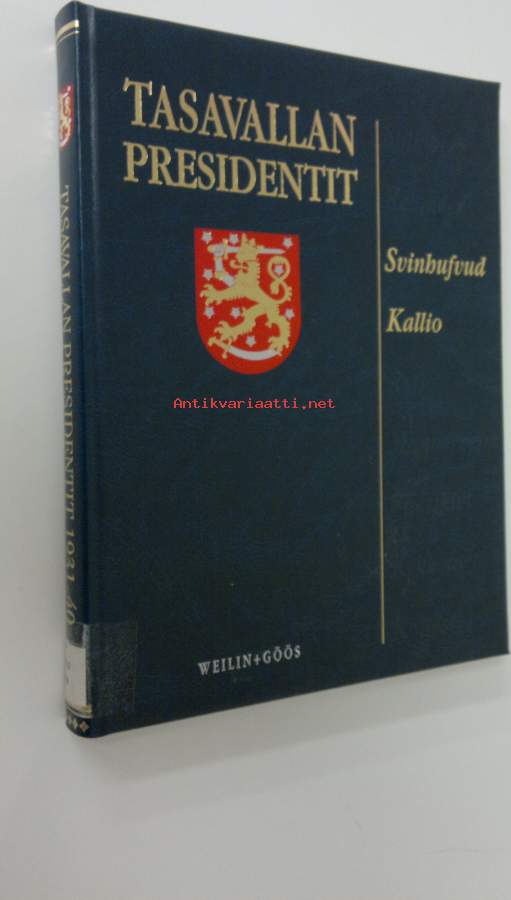 TASAVALLAN
PRESIDENTIT
Svinhufvud
Kallio
Antikvariaatti.net
WEILIN+GÖÖS
TASAVALLAN PRESIDENTIT 1931-40